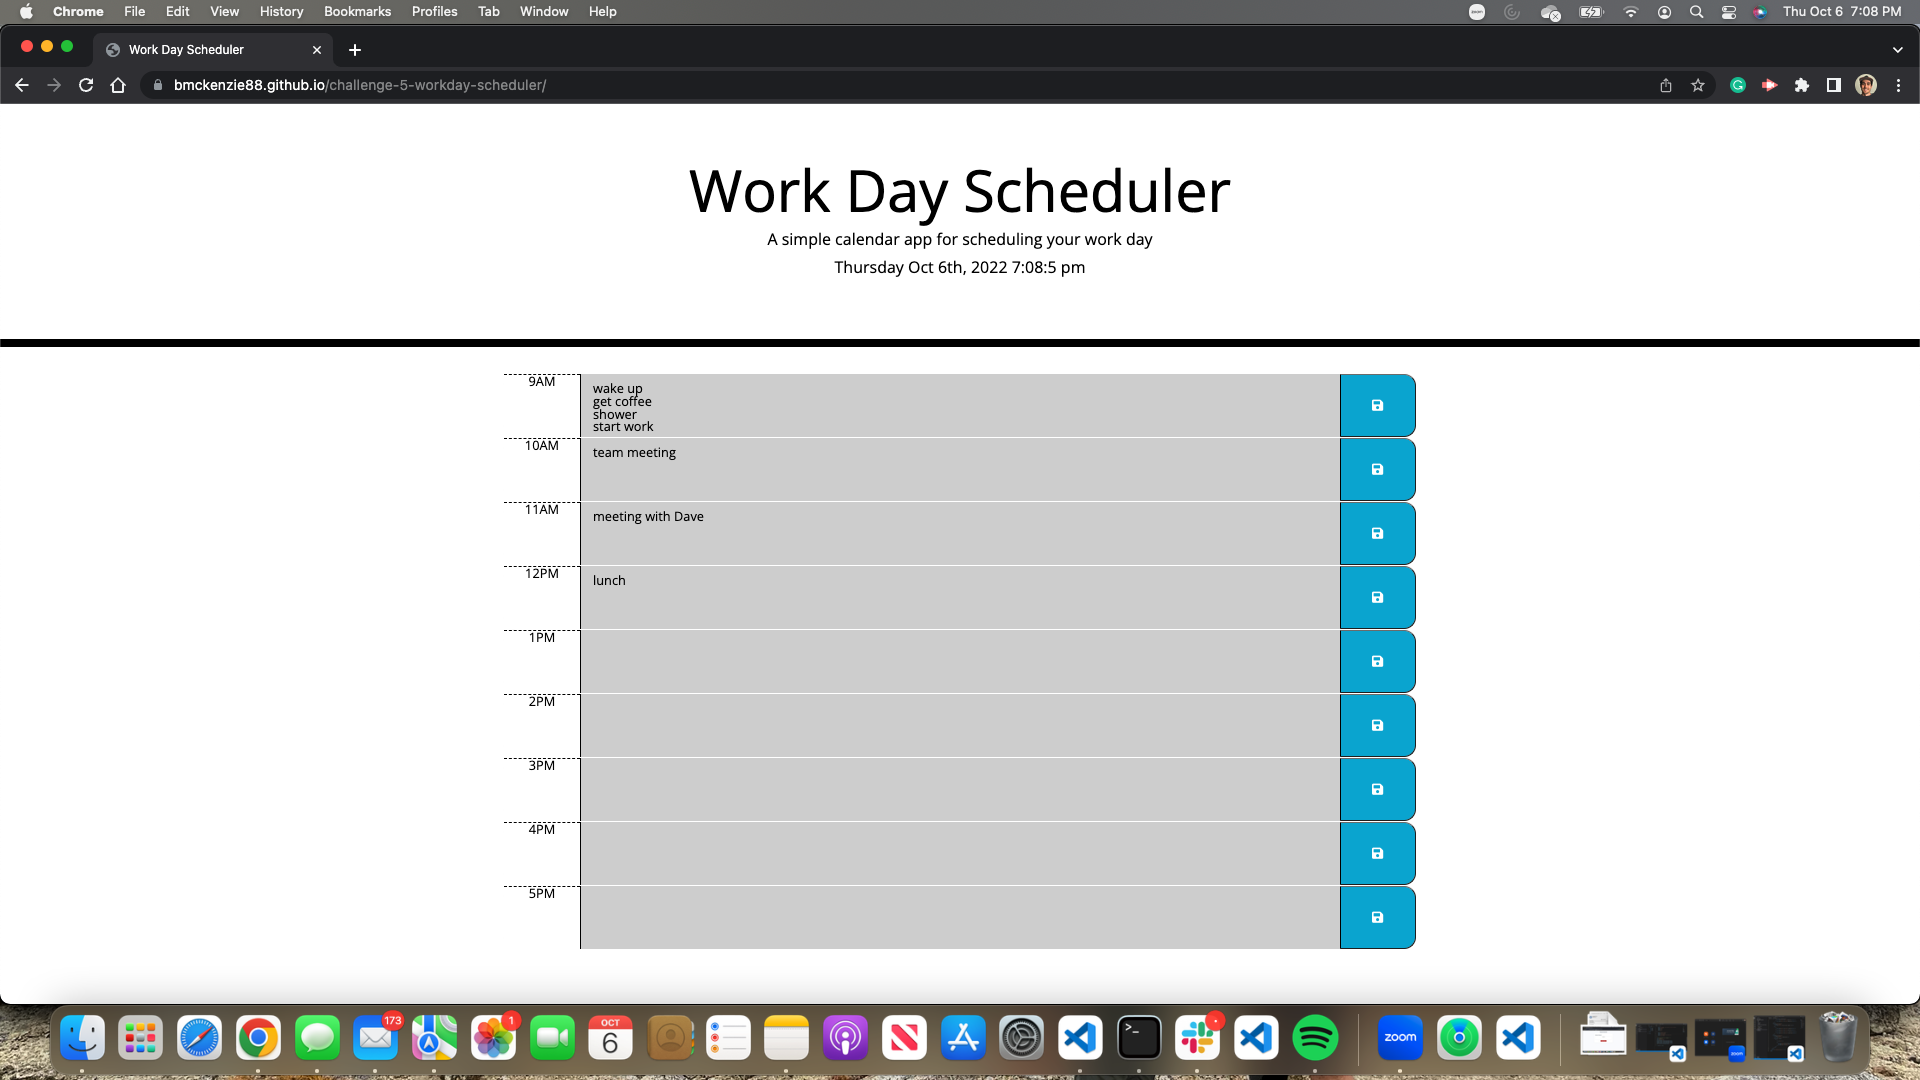 Chrome File Edit View History Bookmarks Profiles Tab Window Help
zoom
Thu Oct 6 7:08 PM
Work Day Scheduler
bmckenzie88.github.io/challenge-5-workday-scheduler/
Work Day Scheduler
A simple calendar app for scheduling your work day
Thursday Oct 6th, 2022 7:08:5 pm
9AM
wake up
get coffee
shower
start work
10AM
team meeting
11AM
meeting with Dave
12PM
lunch
1PM
2PM
3PM
4PM
5PM
173
1
OCT
6
zoom